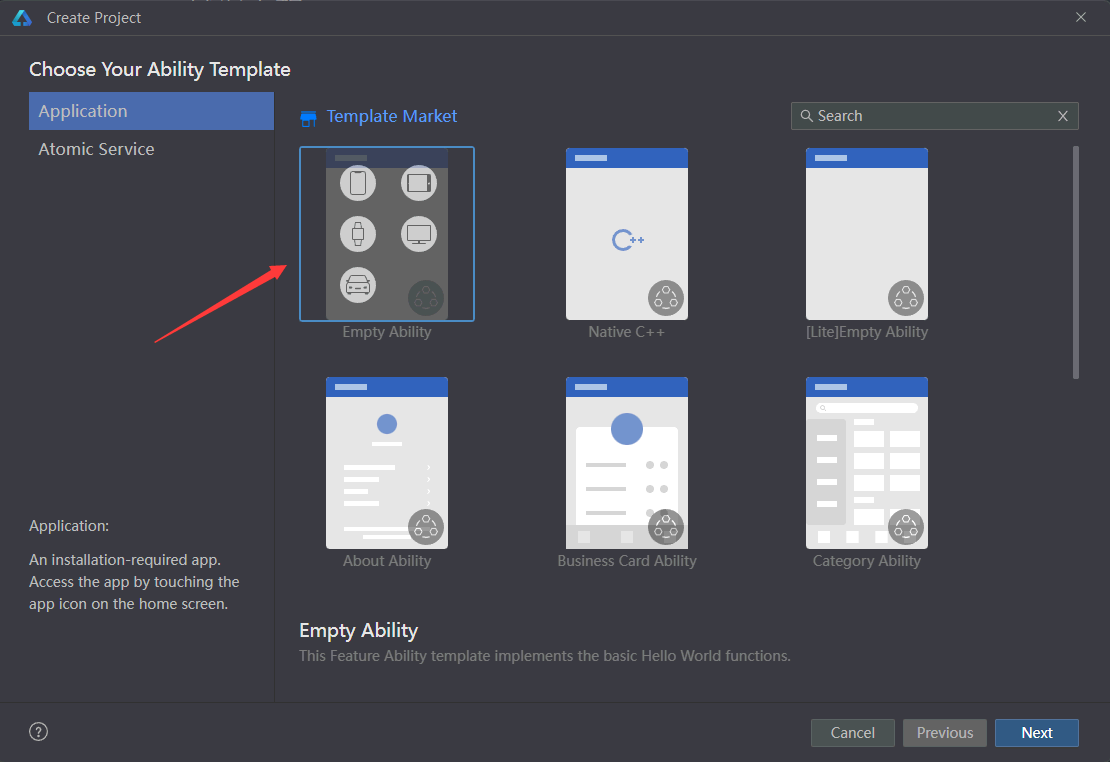 Create Project
Choose Your Ability Template
Application
Atomic Service
Template Market
Search
Empty Ability
Native C++
[Lite]Empty Ability
About Ability
Business Card Ability
Category Ability
Application:
An installation-required app.
Access the app by touching the
app icon on the home screen.
Empty Ability
This Feature Ability template implements the basic Hello World functions.
?
Cancel
Previous
Next